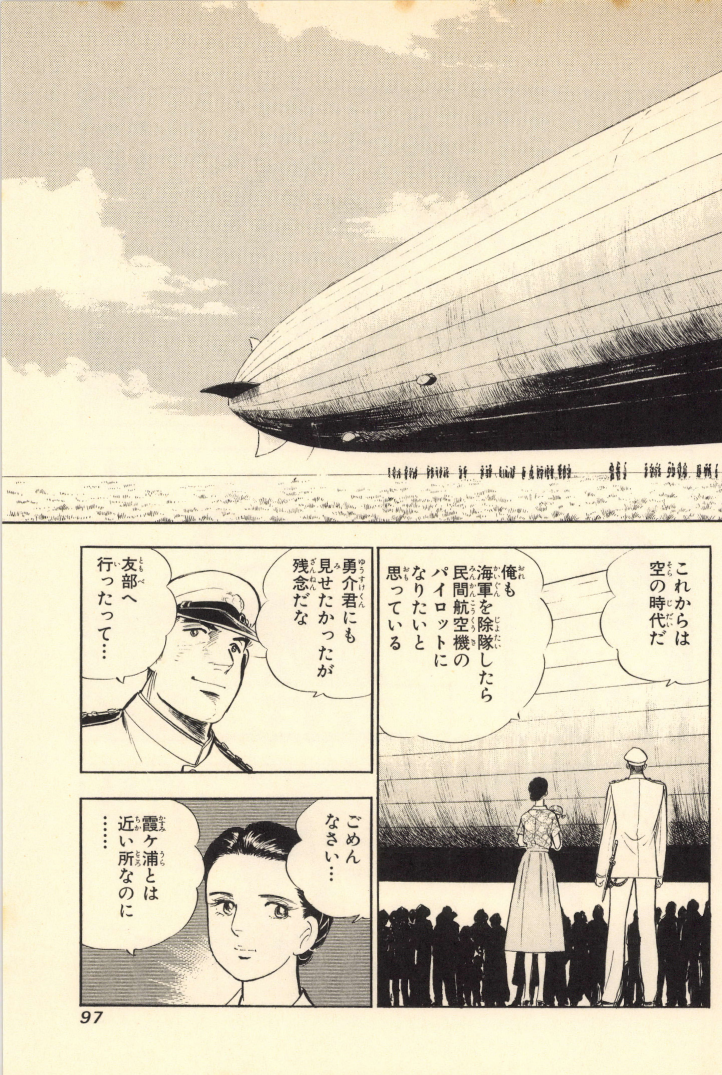 これからは
空の時代だ
俺も
海軍を除隊したら
民間航空機の
パイロットに
なりたいと
思っている
勇介君にも
見せたかったが
残念だな
友部へ
行ったって…
ごめん
なさい…
霞ヶ浦とは
近い所なのに
……
97